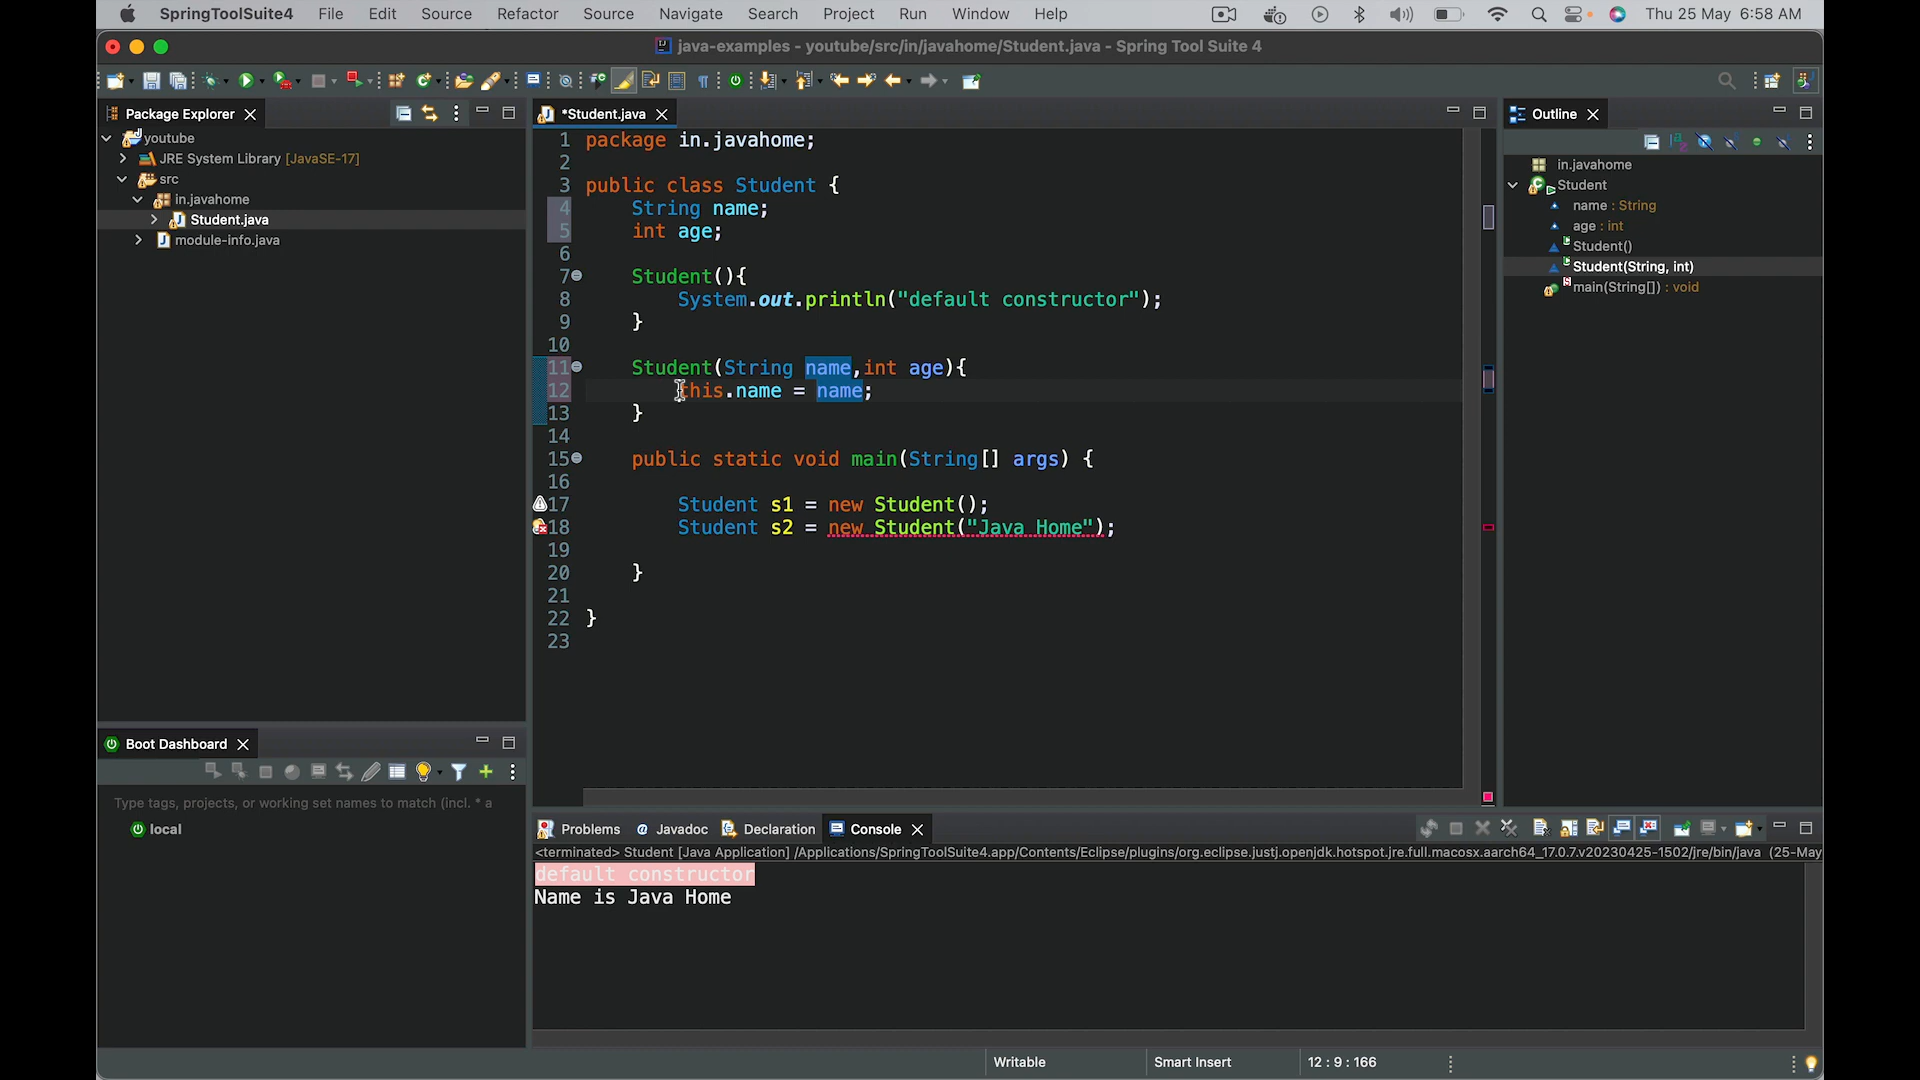 SpringToolSuite4 File Edit Source Refactor Source Navigate Search Project Run Window Help Thu 25 May 6:58 AM
java-examples - youtube/src/in/javahome/Student.java - Spring Tool Suite 4
Package Explorer
youtube
JRE System Library [JavaSE-17]
src
in.javahome
Student.java
module-info.java
*Student.java
1 package in.javahome;
2
3 public class Student {
4 String name;
5 int age;
6
7 Student(){
8 System.out.println("default constructor");
9 }
10
11 Student(String name,int age){
12 this.name = name;
13 }
14
15 public static void main(String[] args) {
16
17 Student s1 = new Student();
18 Student s2 = new Student("Java Home");
19
20 }
21
22 }
23
Outline
in.javahome
Student
name : String
age : int
Student()
Student(String, int)
main(String[]) : void
Boot Dashboard
Type tags, projects, or working set names to match (incl. * a
local
Problems Javadoc Declaration Console
<terminated> Student [Java Application] /Applications/SpringToolSuite4.app/Contents/Eclipse/plugins/org.eclipse.justj.openjdk.hotspot.jre.full.macosx.aarch64_17.0.7.v20230425-1502/jre/bin/java (25-May
default constructor
Name is Java Home
Writable Smart Insert 12 : 9 : 166